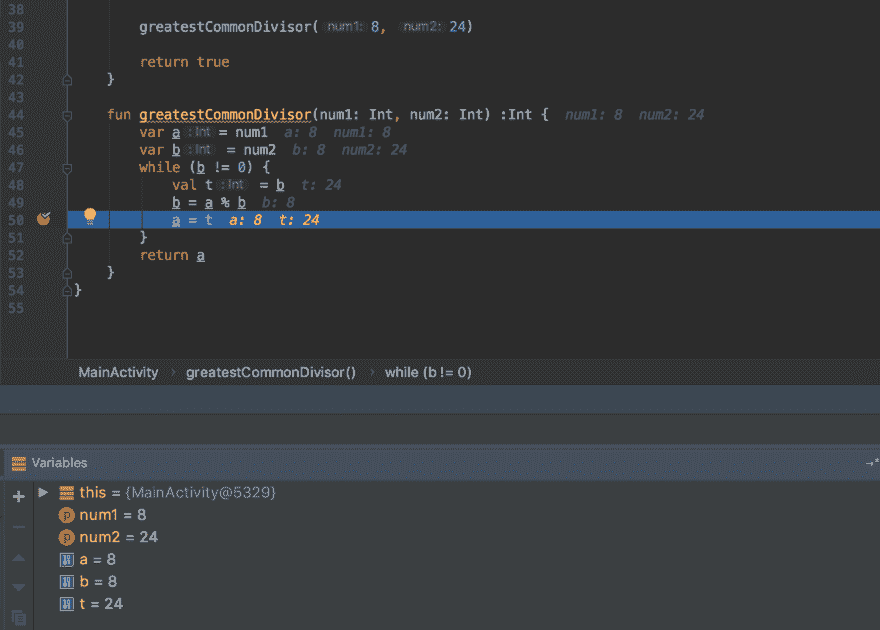 38
39 greatestCommonDivisor( num1: 8, num2: 24)
40
41 return true
42 }
43
44 fun greatestCommonDivisor(num1: Int, num2: Int) :Int { num1: 8 num2: 24
45 var a :Int = num1 a: 8 num1: 8
46 var b :Int = num2 b: 8 num2: 24
47 while (b != 0) {
48 val t :Int = b t: 24
49 b = a % b b: 8
50 a = t a: 8 t: 24
51 }
52 return a
53 }
54 }
55
MainActivity › greatestCommonDivisor() › while (b != 0)
Variables
this = {MainActivity@5329}
p num1 = 8
p num2 = 24
a = 8
b = 8
t = 24